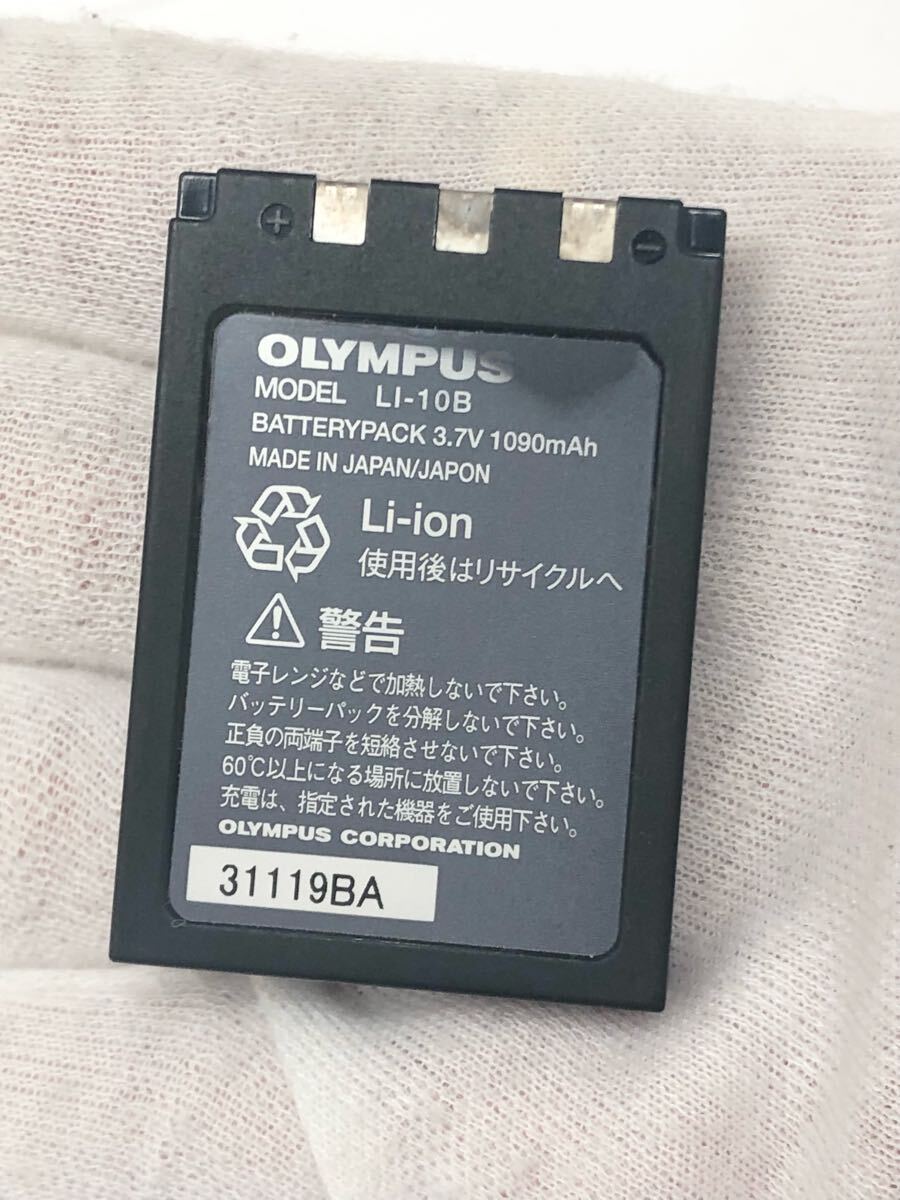 + −
OLYMPUS
MODEL LI-10B
BATTERYPACK 3.7V 1090mAh
MADE IN JAPAN/JAPON
Li-ion
使用後はリサイクルへ
警告
電子レンジなどで加熱しないで下さい。
バッテリーパックを分解しないで下さい。
正負の両端子を短絡させないで下さい。
60℃以上になる場所に放置しないで下さい。
充電は、指定された機器をご使用下さい。
OLYMPUS CORPORATION
31119BA